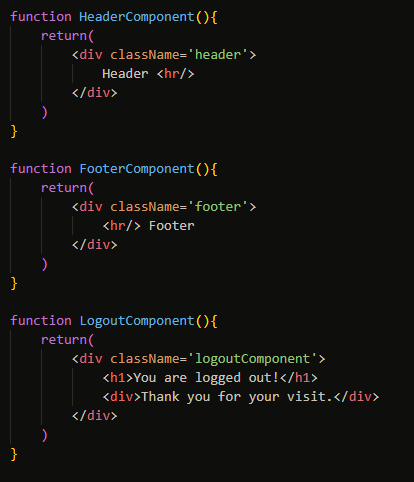 function HeaderComponent(){
    return(
        <div className='header'>
            Header <hr/>
        </div>
    )
}

function FooterComponent(){
    return(
        <div className='footer'>
            <hr/> Footer
        </div>
    )
}

function LogoutComponent(){
    return(
        <div className='logoutComponent'>
            <h1>You are logged out!</h1>
            <div>Thank you for your visit.</div>
        </div>
    )
}